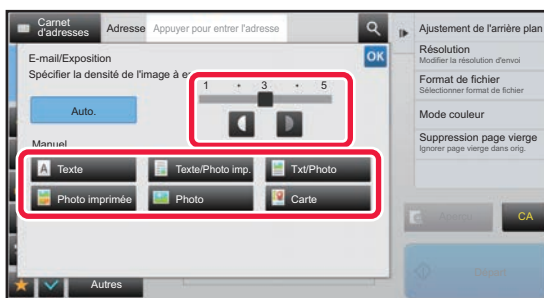 Carnet
d'adresses
Adresse
Appuyer pour entrer l'adresse
E-mail/Exposition
OK
Spécifier la densité de l'image à e
1 • 3 • 5
Auto.
Manuel
Texte
Texte/Photo imp.
Txt/Photo
Photo imprimée
Photo
Carte
Autres
Ajustement de l'arrière plan
Résolution
Modifier la résolution d'envoi
Format de fichier
Sélectionner format de fichier
Mode couleur
Suppression page vierge
Ignorer page vierge dans orig.
CA
Départ